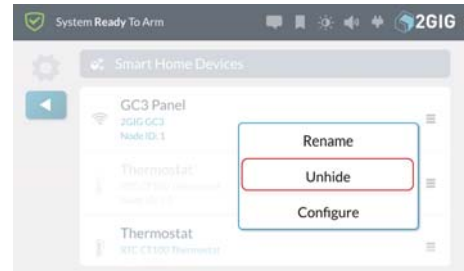 System Ready To Arm
2GIG
Smart Home Devices
GC3 Panel
2GIG GC3
Node ID: 1
Rename
Thermostat
Unhide
Configure
Thermostat
RTC CT100 Thermostat